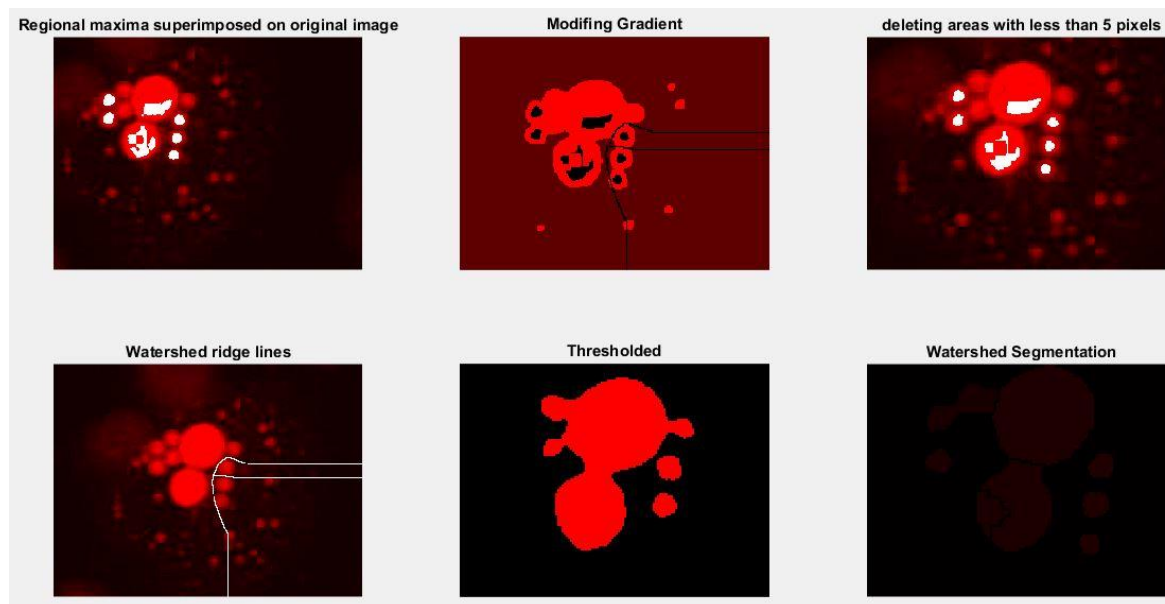 Regional maxima superimposed on original image
Modifing Gradient
deleting areas with less than 5 pixels
Watershed ridge lines
Thresholded
Watershed Segmentation